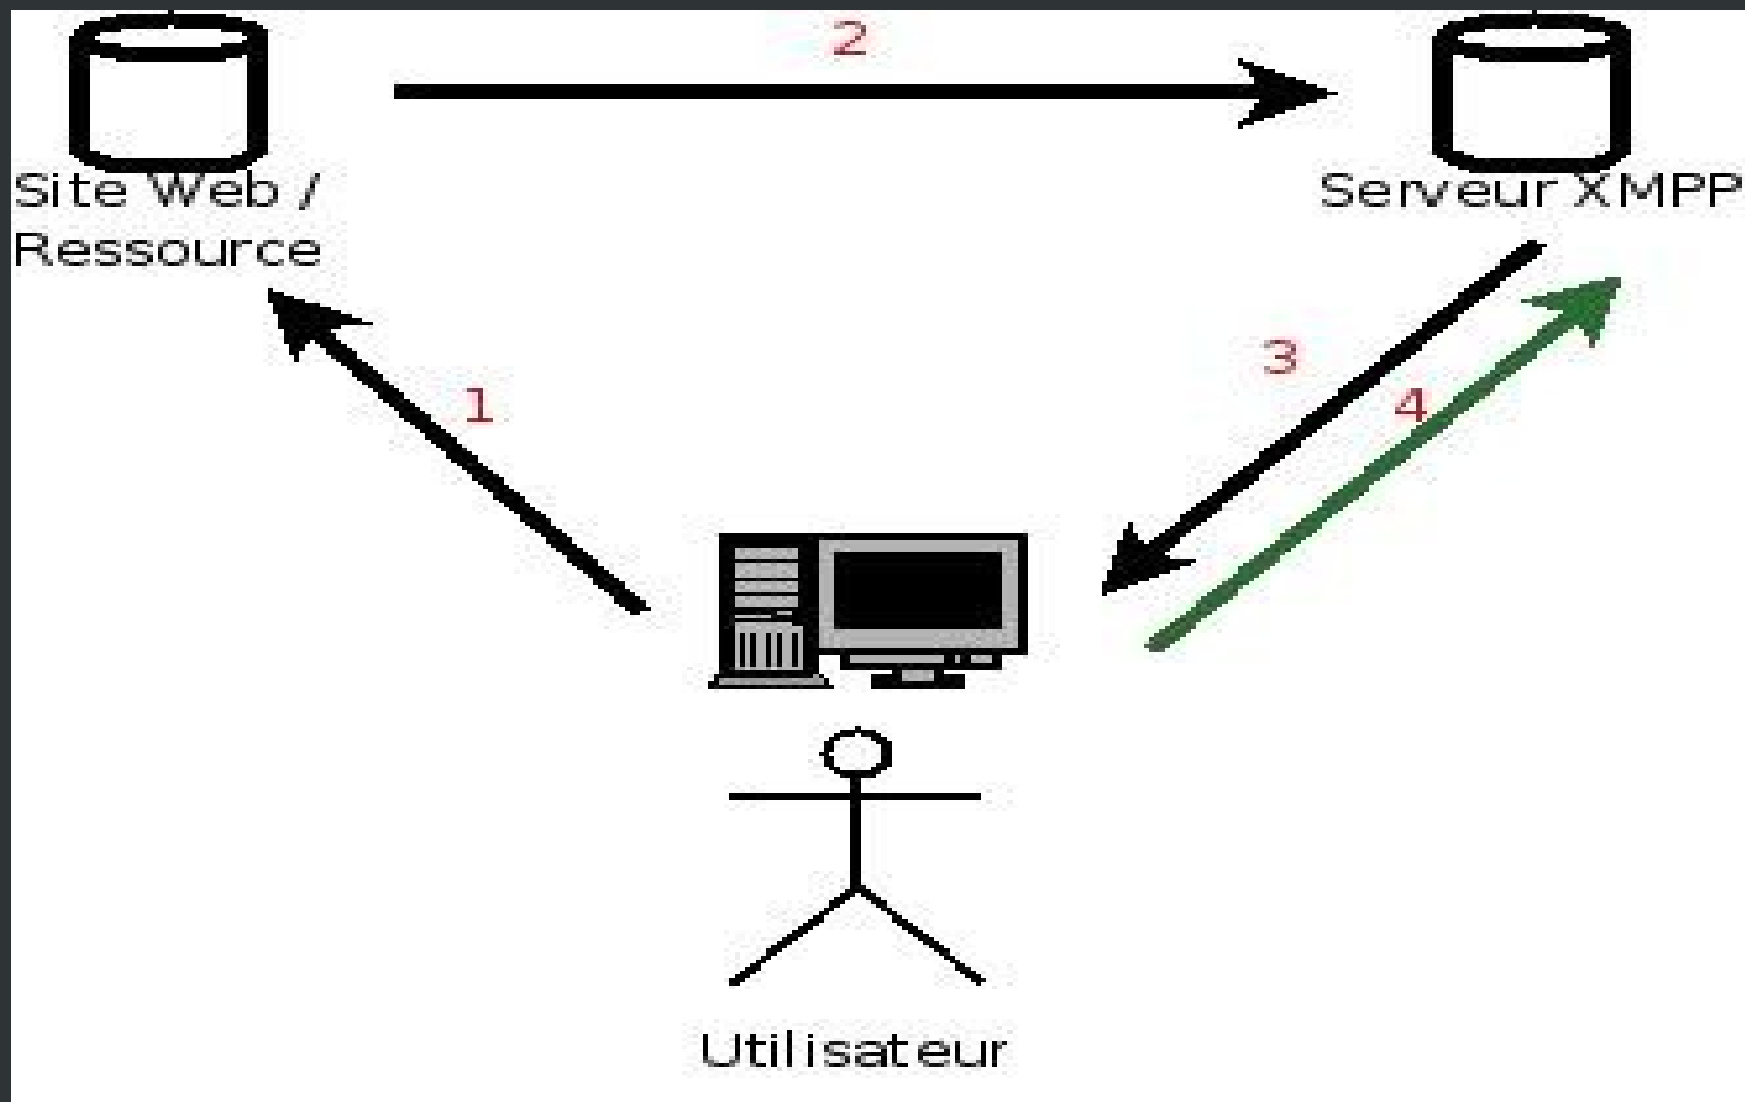 2
Site Web /
Ressource
Serveur XMPP
3
1
4
Utilisateur